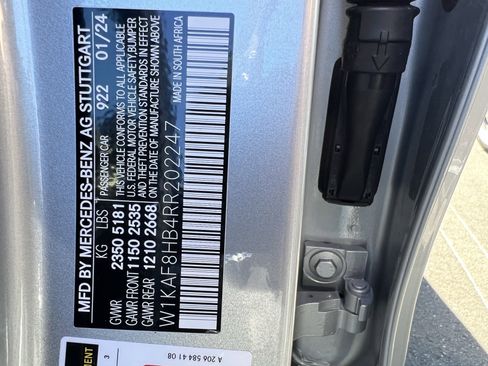 MFD BY MERCEDES-BENZ AG STUTTGART
PASSENGER CAR 922 01/24
KG LBS
GVWR 2350 5181
GAWR FRONT 1150 2535
GAWR REAR 1210 2668
THIS VEHICLE CONFORMS TO ALL APPLICABLE
U.S. FEDERAL MOTOR VEHICLE SAFETY,BUMPER
AND THEFT PREVENTION STANDARDS IN EFFECT
ON THE DATE OF MANUFACTURE SHOWN ABOVE
MADE IN SOUTH AFRICA
W1KAF8HB4RR202247
A 206 584 41 08
3